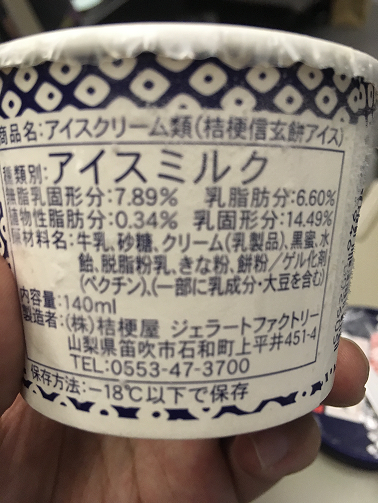 商品名:アイスクリーム類(桔梗信玄餅アイス)
種類別:アイスミルク
無脂乳固形分:7.89% 乳脂肪分:6.60%
植物性脂肪分:0.34% 乳固形分:14.49%
原材料名:牛乳、砂糖、クリーム(乳製品)、黒蜜、水
飴、脱脂粉乳、きな粉、餅粉/ゲル化剤
(ペクチン)、(一部に乳成分・大豆を含む)
内容量:140ml
製造者:(株)桔梗屋 ジェラートファクトリー
山梨県笛吹市石和町上平井451-4
TEL:0553-47-3700
保存方法:−18℃以下で保存